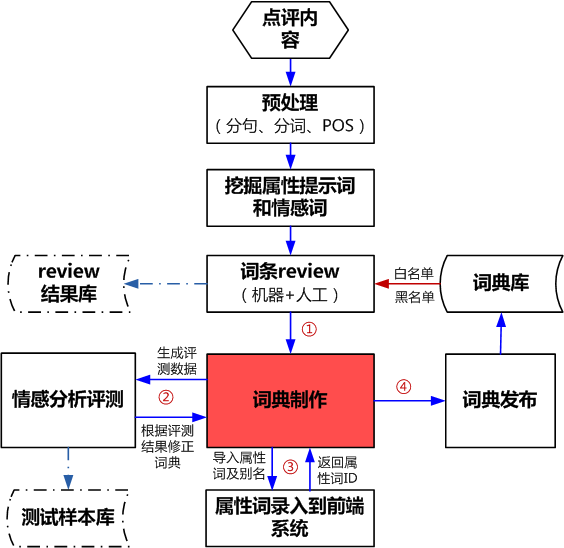 点评内
容
预处理
（分句、分词、POS）
挖掘属性提示词
和情感词
review
结果库
词条review
（机器+人工）
白名单
黑名单
词典库
①
生成评
测数据
情感分析评测
②
词典制作
④
词典发布
根据评测
结果修正
词典
导入属性
词及别名
③
返回属
性词ID
测试样本库
属性词录入到前端
系统